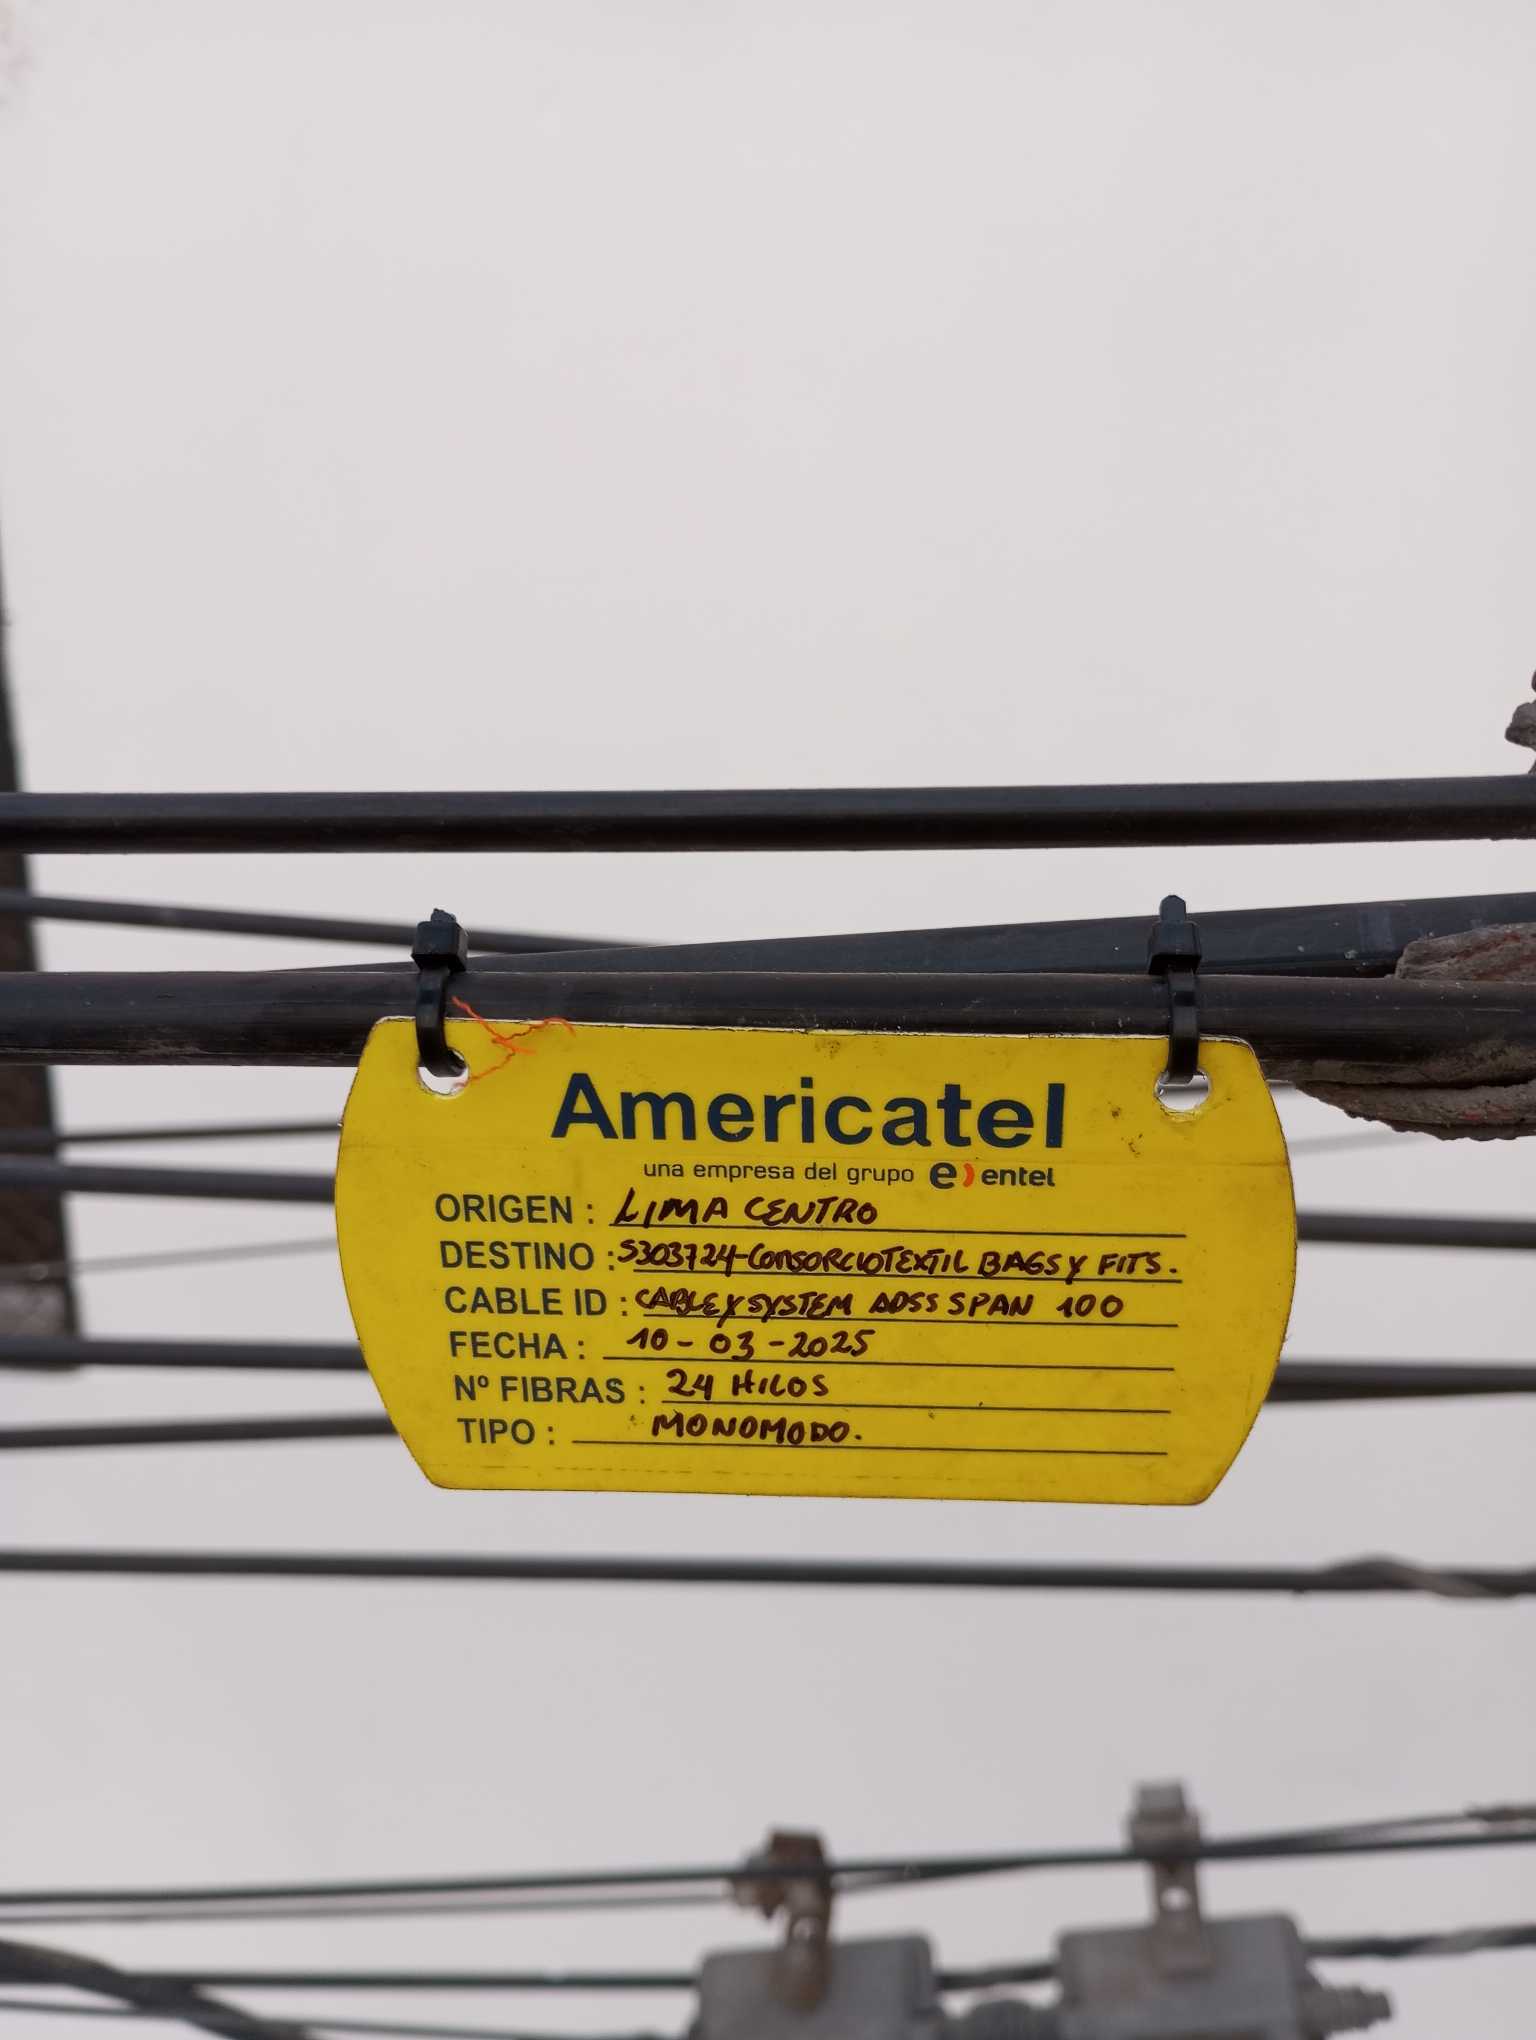 Americatel
una empresa del grupo e) entel
ORIGEN : LIMA CENTRO
DESTINO : S303724-CONSORCIOTEXTIL BAGS Y FITS.
CABLE ID : CABLEXSYSTEM ADSS SPAN 100
FECHA : 10-03-2025
Nº FIBRAS : 24 HILOS
TIPO : MONOMODO.